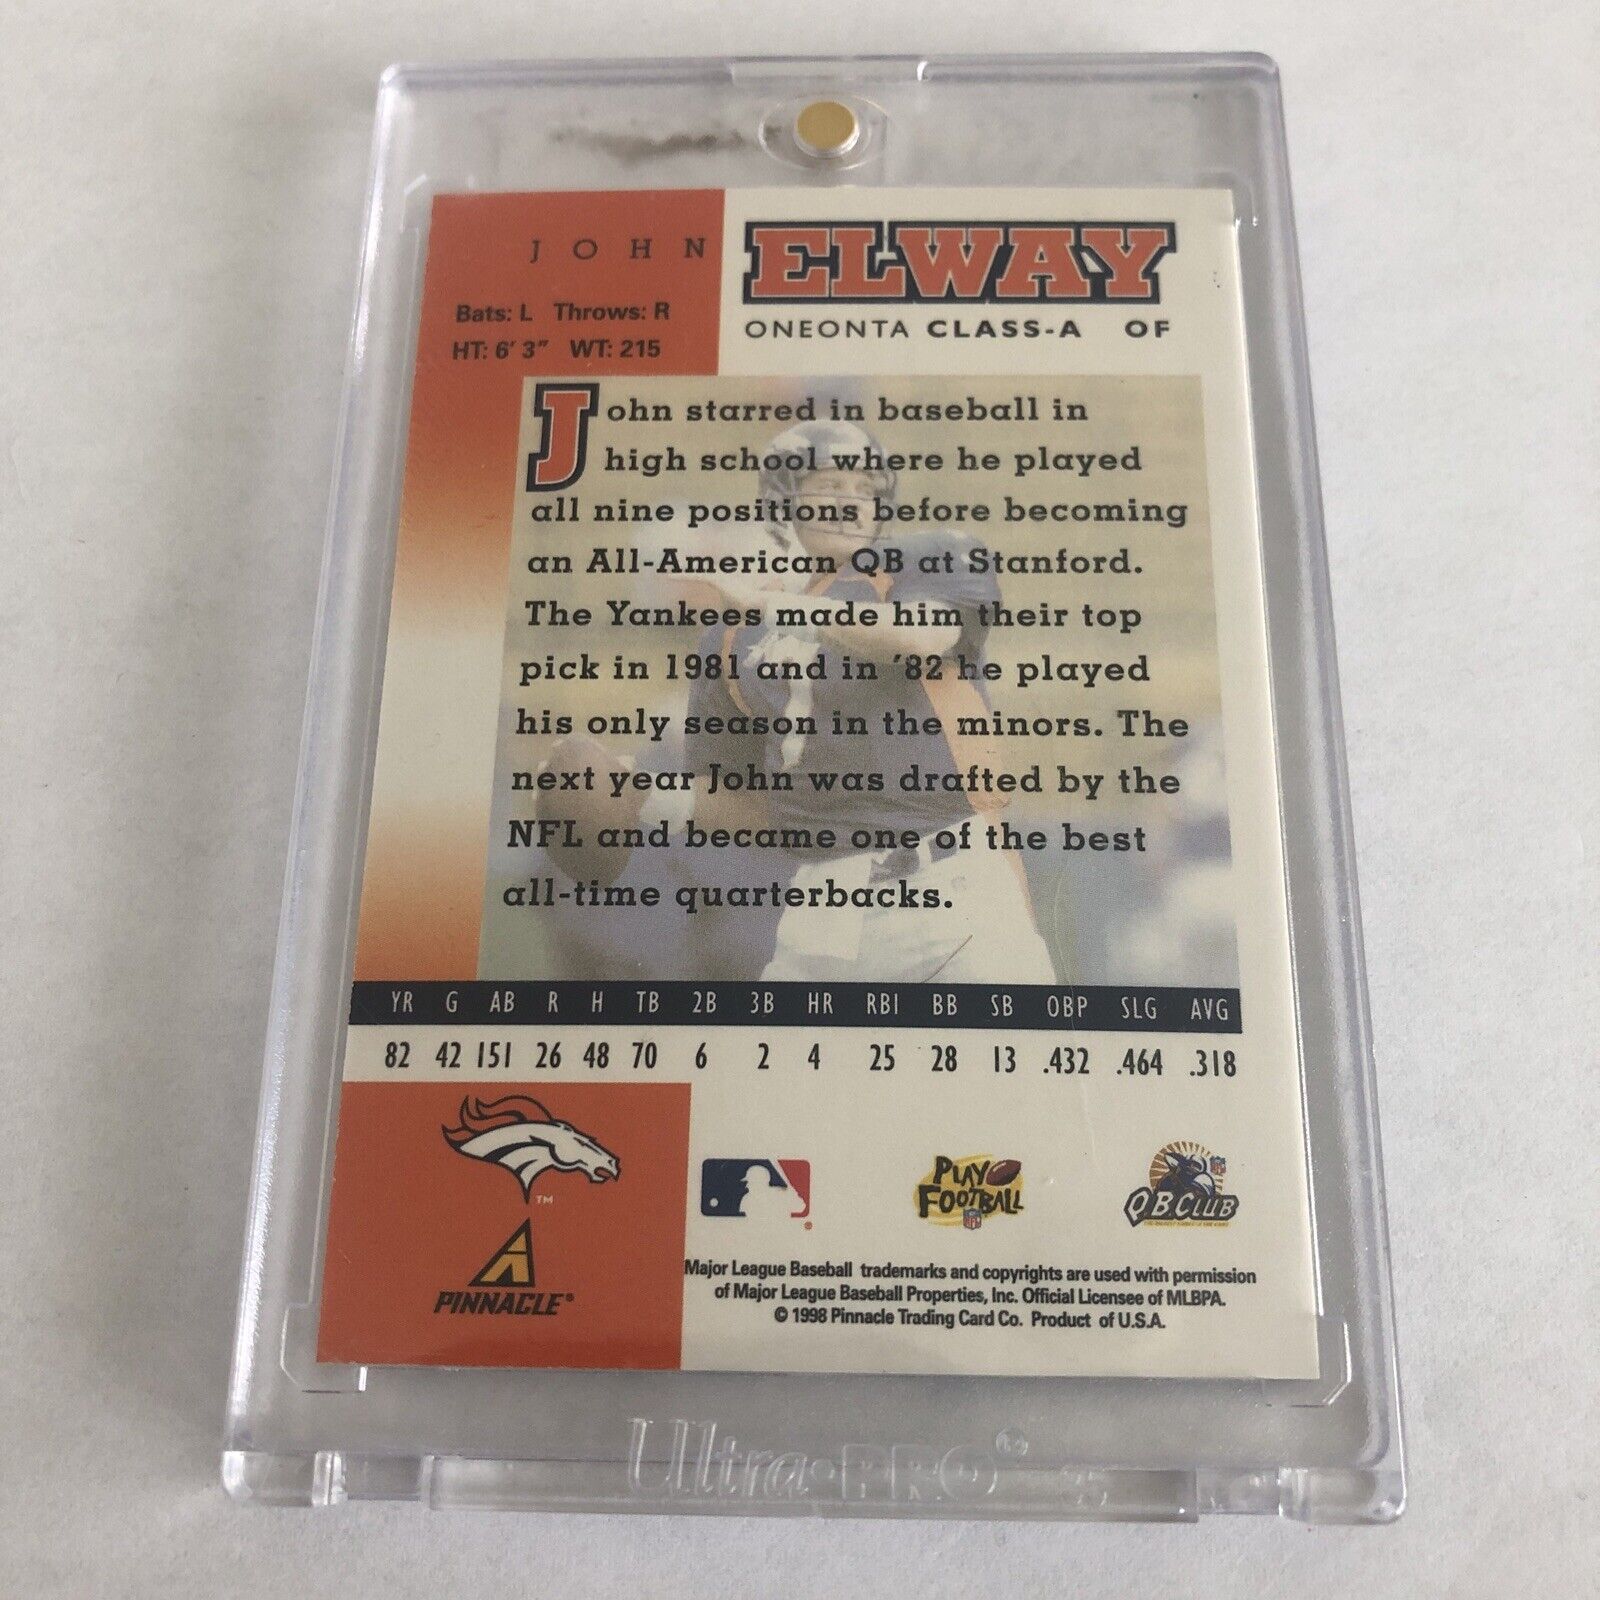 JOHN ELWAY
Bats: L Throws: R
HT: 6' 3" WT: 215
ONEONTA CLASS-A OF
John starred in baseball in
high school where he played
all nine positions before becoming
an All-American QB at Stanford.
The Yankees made him their top
pick in 1981 and in '82 he played
his only season in the minors. The
next year John was drafted by the
NFL and became one of the best
all-time quarterbacks.
YR G AB R H TB 2B 3B HR RBI BB SB OBP SLG AVG
82 42 151 26 48 70 6 2 4 25 28 13 .432 .464 .318
TM
PINNACLE®
®
PLAY
FOOTBALL
NFL
NFL
QB CLUB
Major League Baseball trademarks and copyrights are used with permission
of Major League Baseball Properties, Inc. Official Licensee of MLBPA.
© 1998 Pinnacle Trading Card Co. Product of U.S.A.
Ultra•PRO®